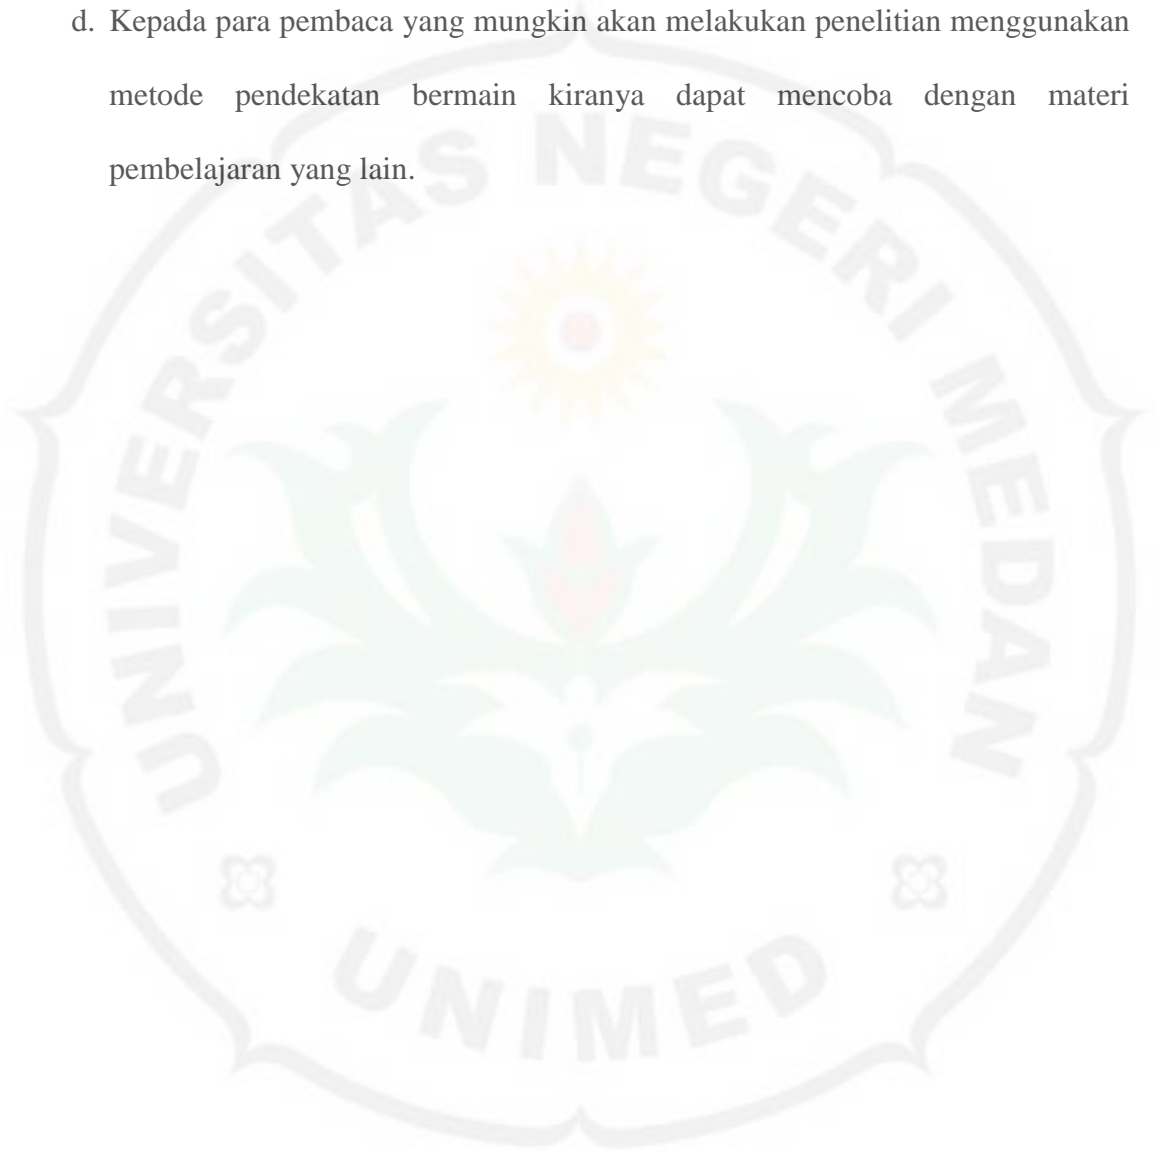 d. Kepada para pembaca yang mungkin akan melakukan penelitian menggunakan
metode pendekatan bermain kiranya dapat mencoba dengan materi
pembelajaran yang lain.
UNIVERSITAS NEGERI MEDAN
UNIMED